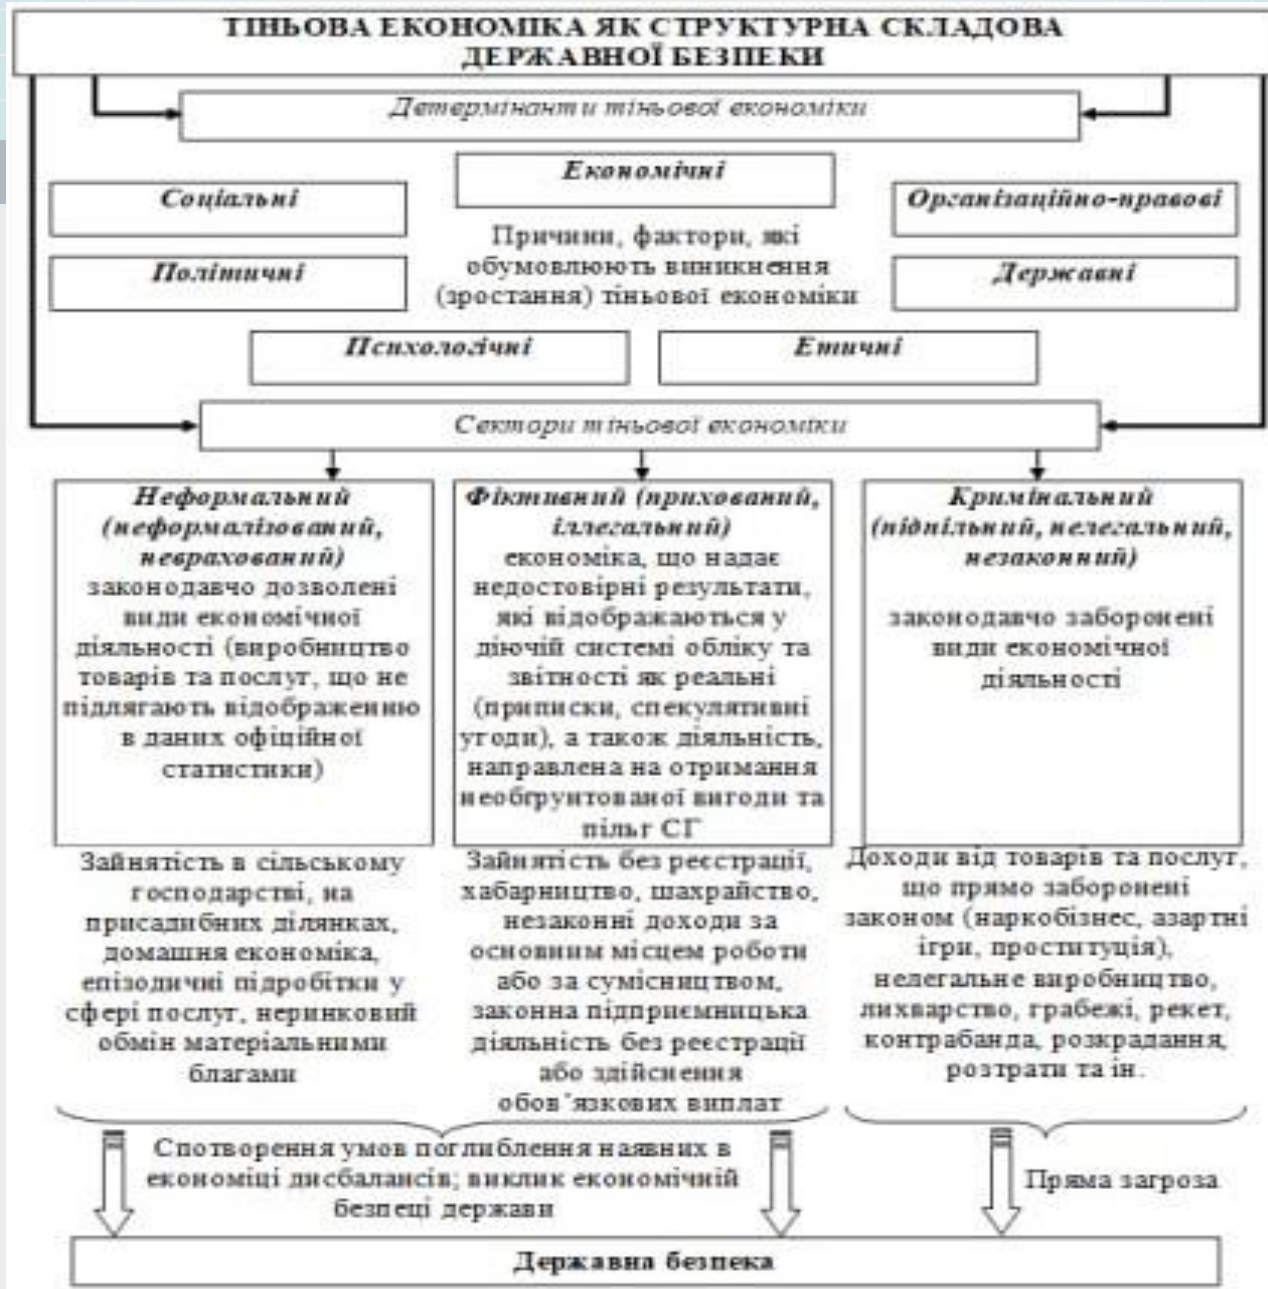 ТІНЬОВА ЕКОНОМІКА ЯК СТРУКТУРНА СКЛАДОВА
ДЕРЖАВНОЇ БЕЗПЕКИ
Детермінанти тіньової економіки
Економічні
Соціальні
Організаційно-правові
Причини, фактори, які
обумовлюють виникнення
(зростання) тіньової економіки
Політичні
Державні
Психологічні
Етичні
Сектори тіньової економіки
Неформальний
(неформалізований,
неврахований)
законодавчо дозволені
види економічної
діяльності (виробництво
товарів та послуг, що не
підлягають відображенню
в даних офіційної
статистики)
Фіктивний (прихований,
іллегальний)
економіка, що надає
недостовірні результати,
які відображаються у
діючій системі обліку та
звітності як реальні
(приписки, спекулятивні
угоди), а також діяльність,
направлена на отримання
необґрунтованої вигоди та
пільг СГ
Кримінальний
(підпільний, нелегальний,
незаконний)
законодавчо заборонені
види економічної
діяльності
Зайнятість в сільському
господарстві, на
присадибних ділянках,
домашня економіка,
епізодичні підробітки у
сфері послуг, неринковий
обмін матеріальними
благами
Зайнятість без реєстрації,
хабарництво, шахрайство,
незаконні доходи за
основним місцем роботи
або за сумісництвом,
законна підприємницька
діяльність без реєстрації
або здійснення
обов'язкових виплат
Доходи від товарів та послуг,
що прямо заборонені
законом (наркобізнес, азартні
ігри, проституція),
нелегальне виробництво,
лихварство, грабежі, рекет,
контрабанда, розкрадання,
розтрати та ін.
Спотворення умов поглиблення наявних в
економіці дисбалансів; виклик економічній
безпеці держави
Пряма загроза
Державна безпека